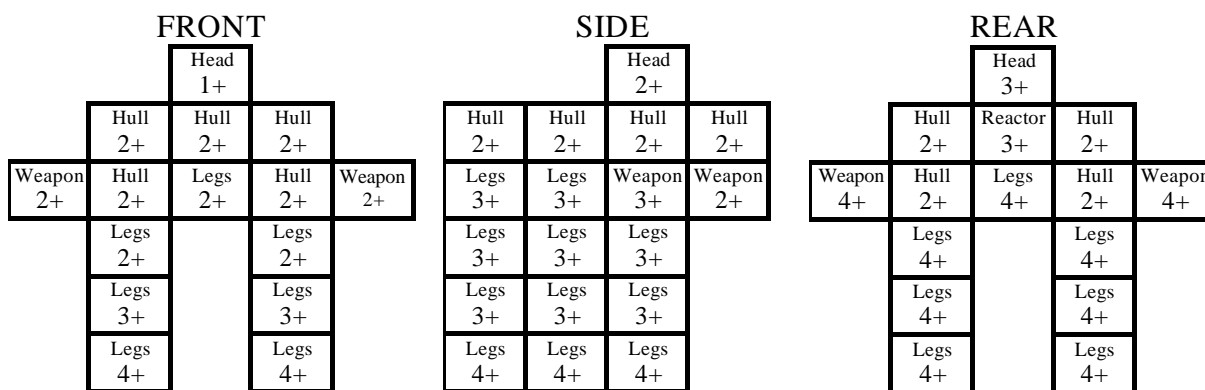 FRONT SIDE REAR
Head Head Head
1+ 2+ 3+
Hull Hull Hull Hull Hull Hull Hull Hull Reactor Hull
2+ 2+ 2+ 2+ 2+ 2+ 2+ 2+ 3+ 2+
Weapon Hull Legs Hull Weapon Legs Legs Weapon Weapon Weapon Hull Legs Hull Weapon
2+ 2+ 2+ 2+ 2+ 3+ 3+ 3+ 2+ 4+ 2+ 4+ 2+ 4+
Legs Legs Legs Legs Legs Legs Legs
2+ 2+ 3+ 3+ 3+ 4+ 4+
Legs Legs Legs Legs Legs Legs Legs
3+ 3+ 3+ 3+ 3+ 4+ 4+
Legs Legs Legs Legs Legs Legs Legs
4+ 4+ 4+ 4+ 4+ 4+ 4+